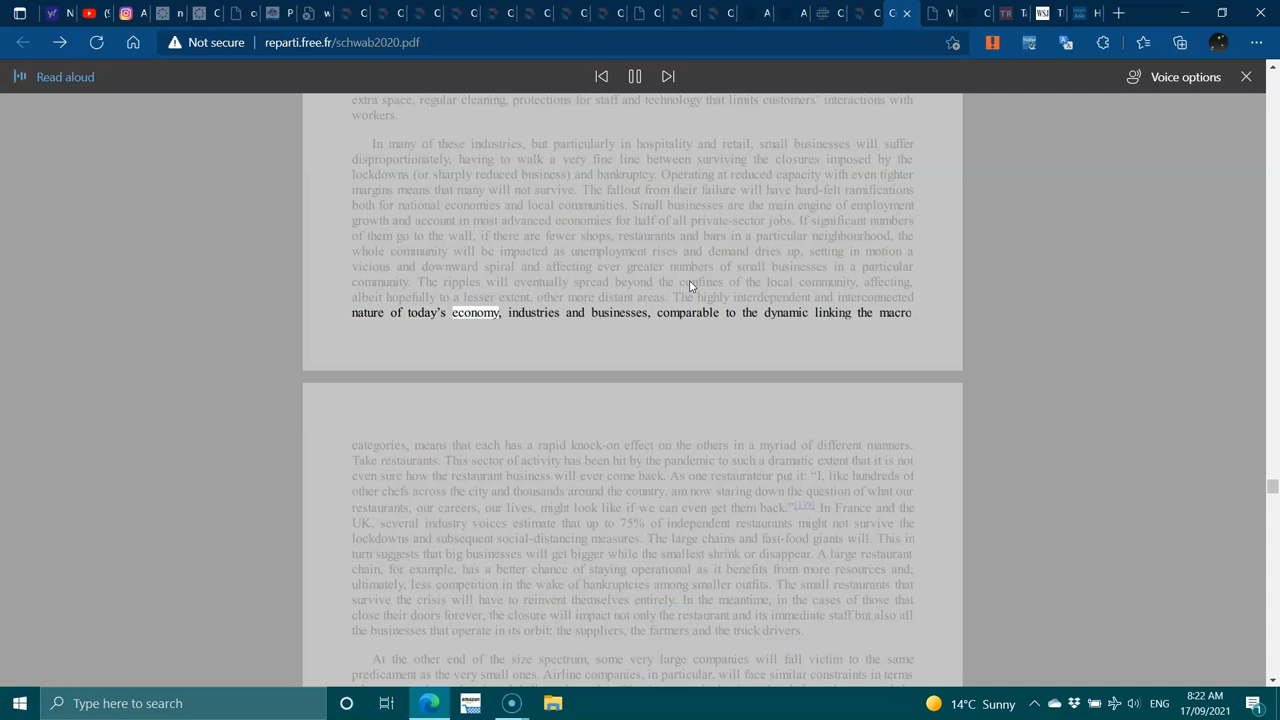 Not secure
reparti.free.fr/schwab2020.pdf
Read aloud
Voice options
extra space, regular cleaning, protections for staff and technology that limits customers' interactions with
workers.
In many of these industries, but particularly in hospitality and retail, small businesses will suffer
disproportionately, having to walk a very fine line between surviving the closures imposed by the
lockdowns (or sharply reduced business) and bankruptcy. Operating at reduced capacity with even tighter
margins means that many will not survive. The fallout from their failure will have hard-felt ramifications
both for national economies and local communities. Small businesses are the main engine of employment
growth and account in most advanced economies for half of all private-sector jobs. If significant numbers
of them go to the wall, if there are fewer shops, restaurants and bars in a particular neighbourhood, the
whole community will be impacted as unemployment rises and demand dries up, setting in motion a
vicious and downward spiral and affecting ever greater numbers of small businesses in a particular
community. The ripples will eventually spread beyond the confines of the local community, affecting,
albeit hopefully to a lesser extent, other more distant areas. The highly interdependent and interconnected
nature of today's economy, industries and businesses, comparable to the dynamic linking the macro
categories, means that each has a rapid knock-on effect on the others in a myriad of different manners.
Take restaurants. This sector of activity has been hit by the pandemic to such a dramatic extent that it is not
even sure how the restaurant business will ever come back. As one restaurateur put it: “I, like hundreds of
other chefs across the city and thousands around the country, am now staring down the question of what our
restaurants, our careers, our lives, might look like if we can even get them back.”[139] In France and the
UK, several industry voices estimate that up to 75% of independent restaurants might not survive the
lockdowns and subsequent social-distancing measures. The large chains and fast-food giants will. This in
turn suggests that big businesses will get bigger while the smallest shrink or disappear. A large restaurant
chain, for example, has a better chance of staying operational as it benefits from more resources and,
ultimately, less competition in the wake of bankruptcies among smaller outfits. The small restaurants that
survive the crisis will have to reinvent themselves entirely. In the meantime, in the cases of those that
close their doors forever, the closure will impact not only the restaurant and its immediate staff but also all
the businesses that operate in its orbit: the suppliers, the farmers and the truck drivers.
At the other end of the size spectrum, some very large companies will fall victim to the same
predicament as the very small ones. Airline companies, in particular, will face similar constraints in terms
Type here to search
14°C Sunny
ENG
8:22 AM
17/09/2021